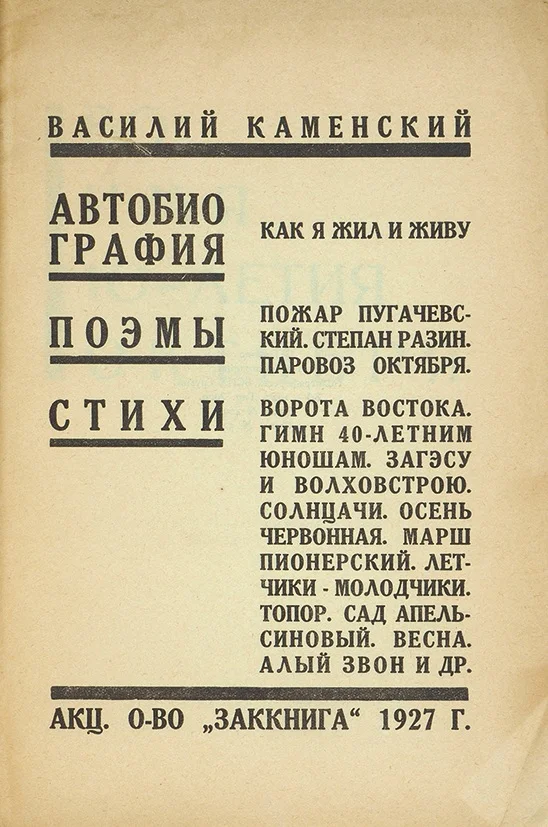 ВАСИЛИЙ КАМЕНСКИЙ
АВТОБИО
ГРАФИЯ
КАК Я ЖИЛ И ЖИВУ
ПОЭМЫ
ПОЖАР ПУГАЧЕВС-
КИЙ. СТЕПАН РАЗИН.
ПАРОВОЗ ОКТЯБРЯ.
СТИХИ
ВОРОТА ВОСТОКА.
ГИМН 40-ЛЕТНИМ
ЮНОШАМ. ЗАГЭСУ
И ВОЛХОВСТРОЮ.
СОЛНЦАЧИ. ОСЕНЬ
ЧЕРВОННАЯ. МАРШ
ПИОНЕРСКИЙ. ЛЕТ-
ЧИКИ - МОЛОДЧИКИ.
ТОПОР. САД АПЕЛЬ-
СИНОВЫЙ. ВЕСНА.
АЛЫЙ ЗВОН И ДР.
АКЦ. О-ВО „ЗАККНИГА“ 1927 Г.